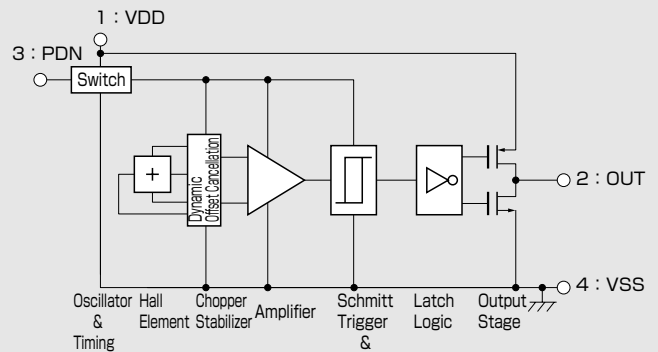 1：VDD
3：PDN
Switch
Dynamic
Offset Cancellation
2：OUT
4：VSS
Oscillator
&
Timing
Hall
Element
Chopper
Stabilizer
Amplifier
Schmitt
Trigger
&
Latch
Logic
Output
Stage